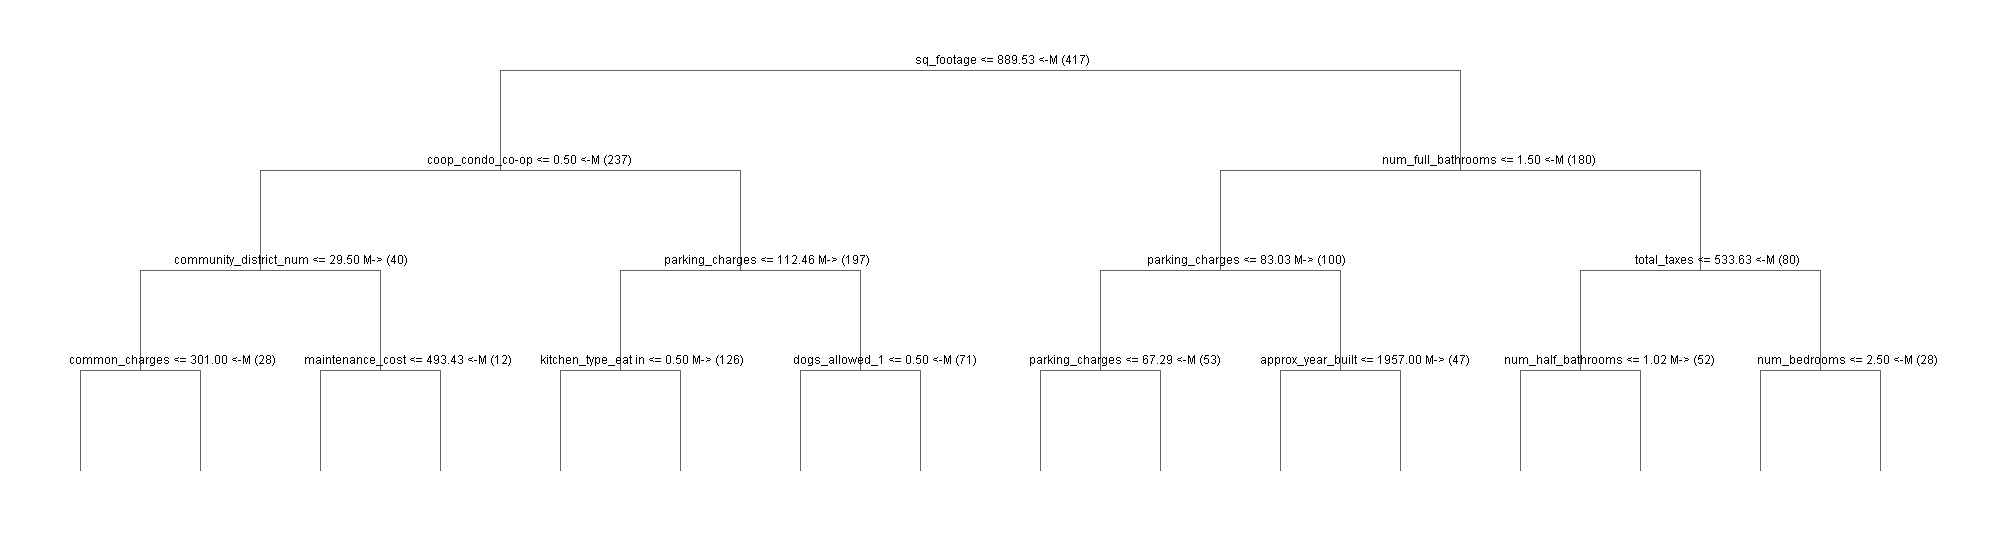 sq_footage <= 889.53 <-M (417)
coop_condo_co-op <= 0.50 <-M (237)
num_full_bathrooms <= 1.50 <-M (180)
community_district_num <= 29.50 M-> (40)
parking_charges <= 112.46 M-> (197)
parking_charges <= 83.03 M-> (100)
total_taxes <= 533.63 <-M (80)
common_charges <= 301.00 <-M (28)
maintenance_cost <= 493.43 <-M (12)
kitchen_type_eat in <= 0.50 M-> (126)
dogs_allowed_1 <= 0.50 <-M (71)
parking_charges <= 67.29 <-M (53)
approx_year_built <= 1957.00 M-> (47)
num_half_bathrooms <= 1.02 M-> (52)
num_bedrooms <= 2.50 <-M (28)